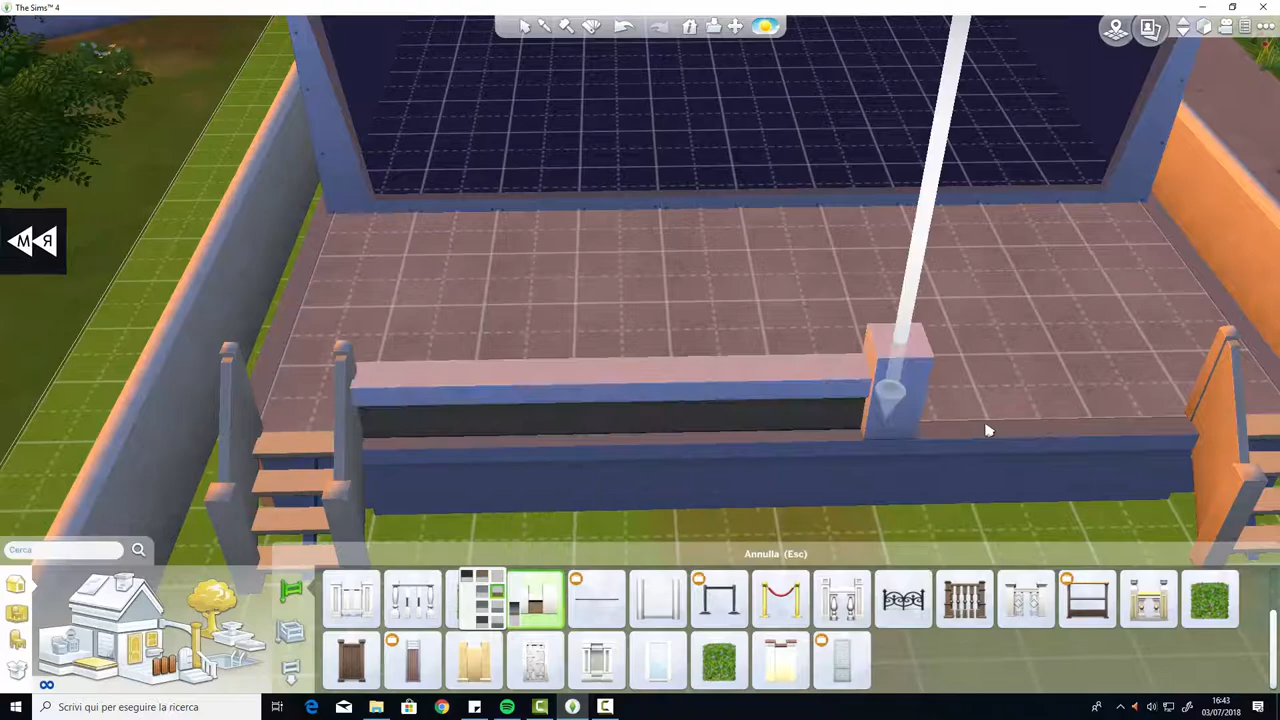 The Sims™ 4
M R
Annulla (Esc)
Cerca
Scrivi qui per eseguire la ricerca
16:43
03/07/2018